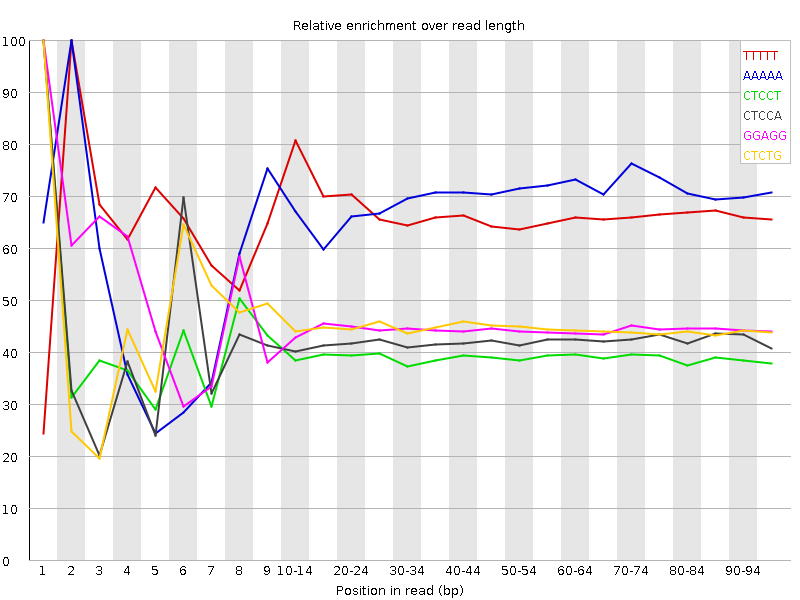 Relative enrichment over read length
100
90
80
70
60
50
40
30
20
10
0
TTTTT
AAAAA
CTCCT
CTCCA
GGAGG
CTCTG
1 2 3 4 5 6 7 8 9 10-14 20-24 30-34 40-44 50-54 60-64 70-74 80-84 90-94
Position in read (bp)